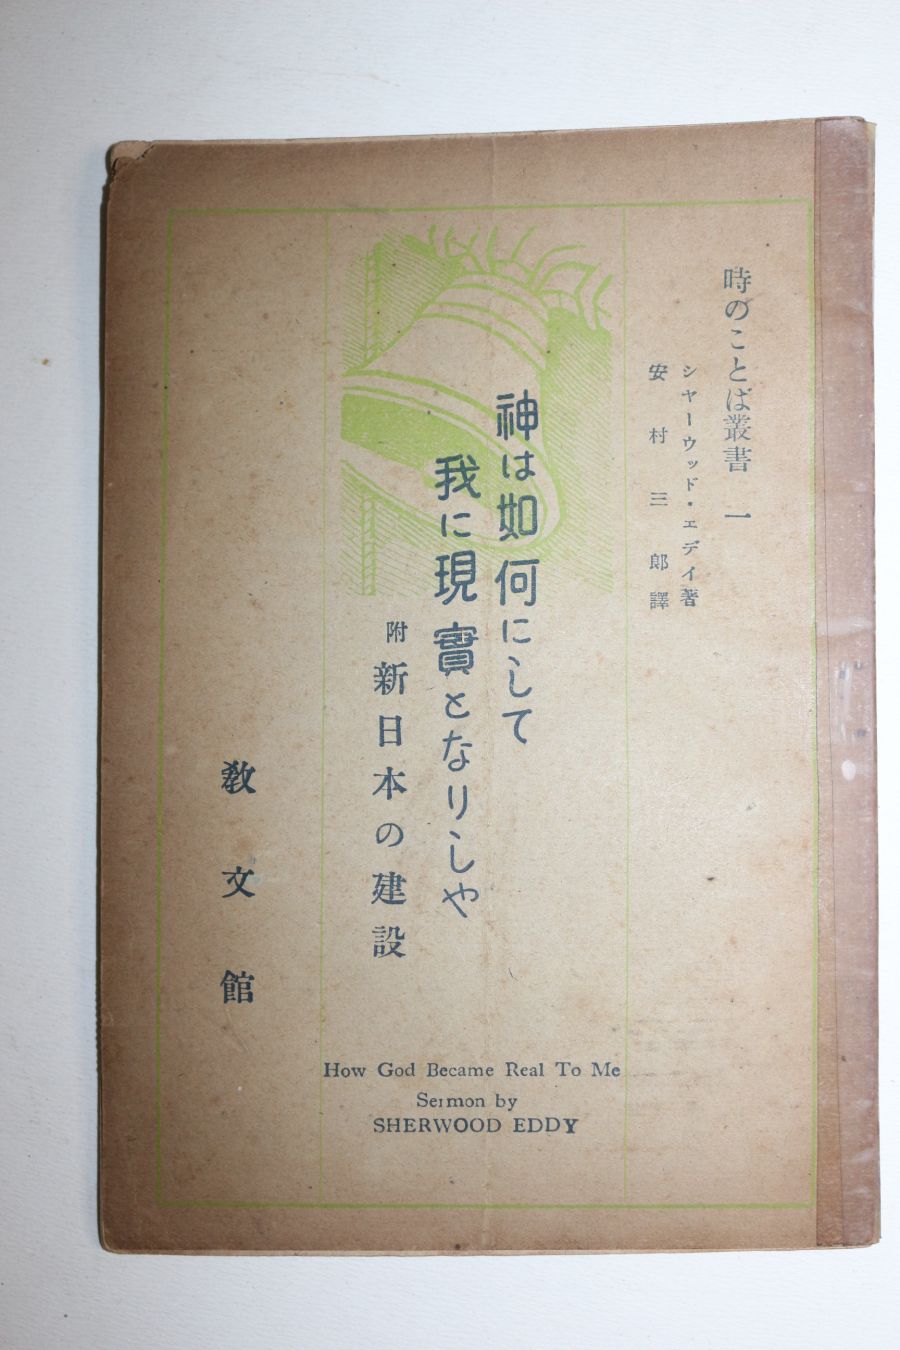 時のことば叢書 一
シャーウッド・エデイ著
安村三郎譯
神は如何にして
我に現實となりしや
附 新日本の建設
教文館
How God Became Real To Me
Sermon by
SHERWOOD EDDY